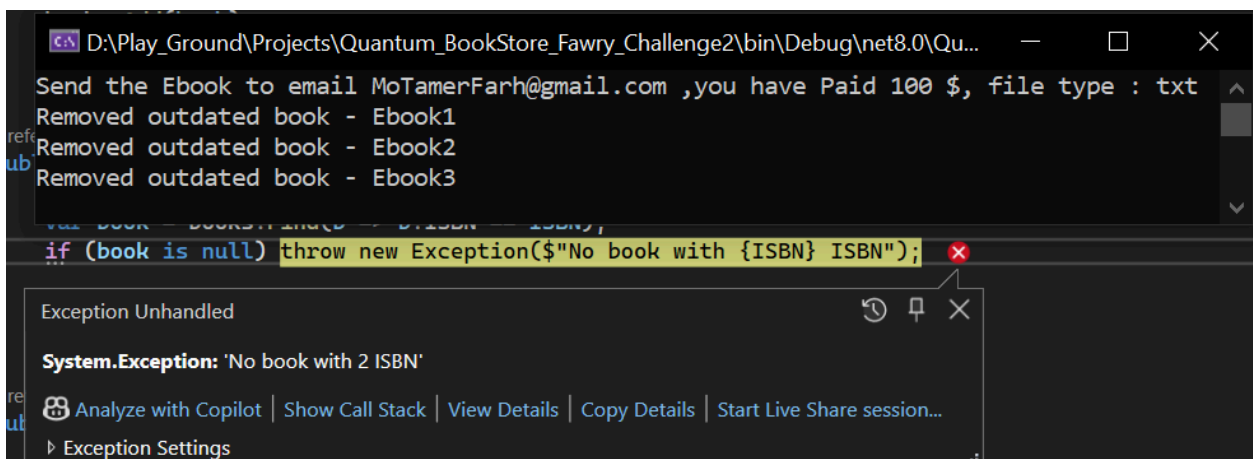 D:\Play_Ground\Projects\Quantum_BookStore_Fawry_Challenge2\bin\Debug\net8.0\Qu...
Send the Ebook to email MoTamerFarh@gmail.com ,you have Paid 100 $, file type : txt
Removed outdated book - Ebook1
Removed outdated book - Ebook2
Removed outdated book - Ebook3
if (book is null) throw new Exception($"No book with {ISBN} ISBN");
Exception Unhandled
System.Exception: 'No book with 2 ISBN'
Analyze with Copilot | Show Call Stack | View Details | Copy Details | Start Live Share session...
Exception Settings